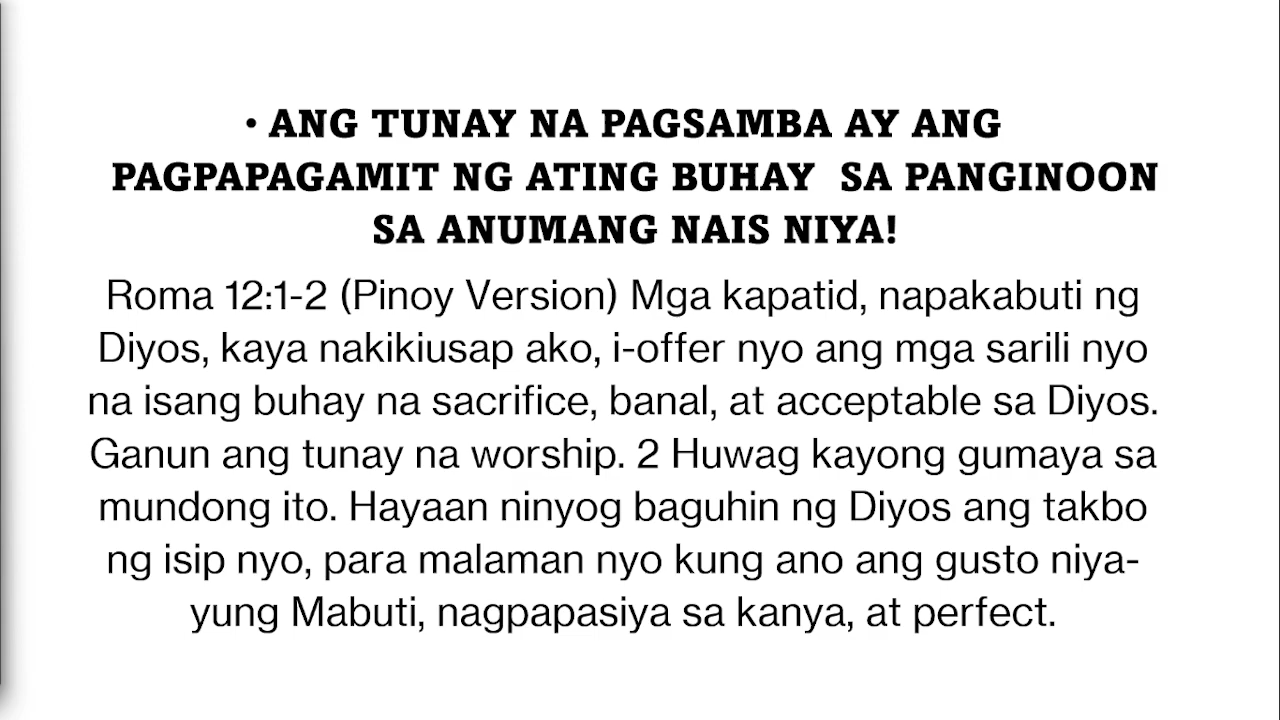 • ANG TUNAY NA PAGSAMBA AY ANG
PAGPAPAGAMIT NG ATING BUHAY  SA PANGINOON
SA ANUMANG NAIS NIYA!
Roma 12:1-2 (Pinoy Version) Mga kapatid, napakabuti ng
Diyos, kaya nakikiusap ako, i-offer nyo ang mga sarili nyo
na isang buhay na sacrifice, banal, at acceptable sa Diyos.
Ganun ang tunay na worship. 2 Huwag kayong gumaya sa
mundong ito. Hayaan ninyog baguhin ng Diyos ang takbo
ng isip nyo, para malaman nyo kung ano ang gusto niya-
yung Mabuti, nagpapasiya sa kanya, at perfect.